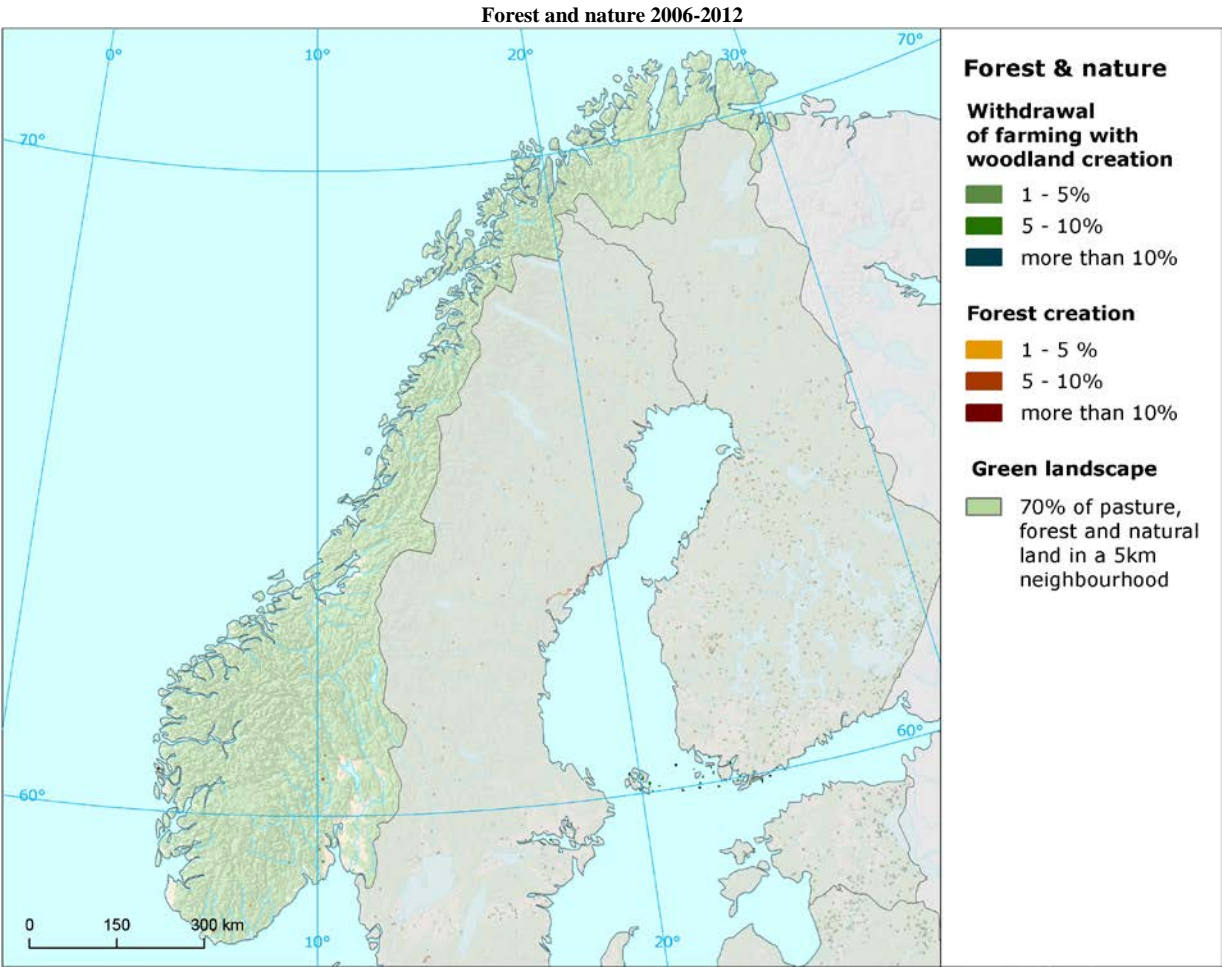 Forest and nature 2006-2012
0°
10°
20°
30°
70°
70°
60°
60°
0 150 300 km
10°
20°
Forest & nature
Withdrawal
of farming with
woodland creation
1 - 5%
5 - 10%
more than 10%
Forest creation
1 - 5 %
5 - 10%
more than 10%
Green landscape
70% of pasture,
forest and natural
land in a 5km
neighbourhood